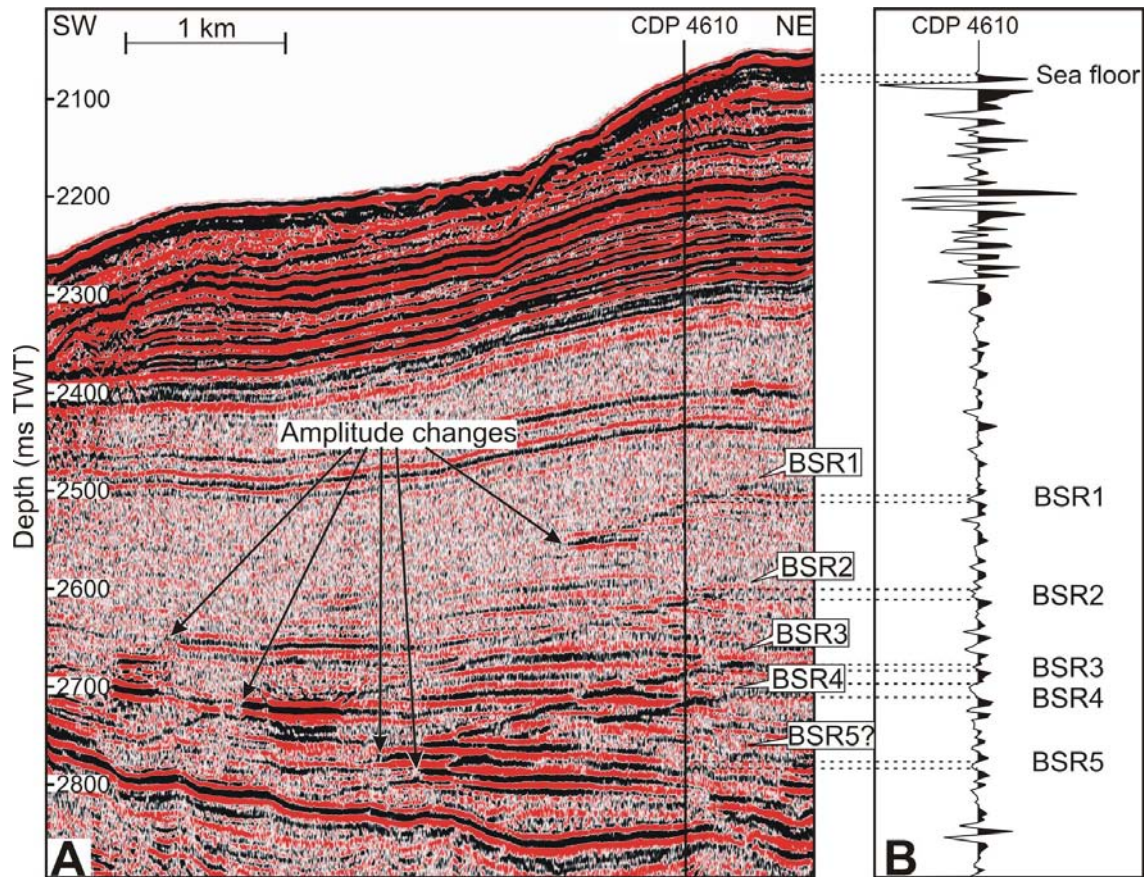 SW
1 km
CDP 4610
NE
Depth (ms TWT)
2100
2200
2300
2400
2500
2600
2700
2800
Amplitude changes
BSR1
BSR2
BSR3
BSR4
BSR5?
A
CDP 4610
Sea floor
BSR1
BSR2
BSR3
BSR4
BSR5
B